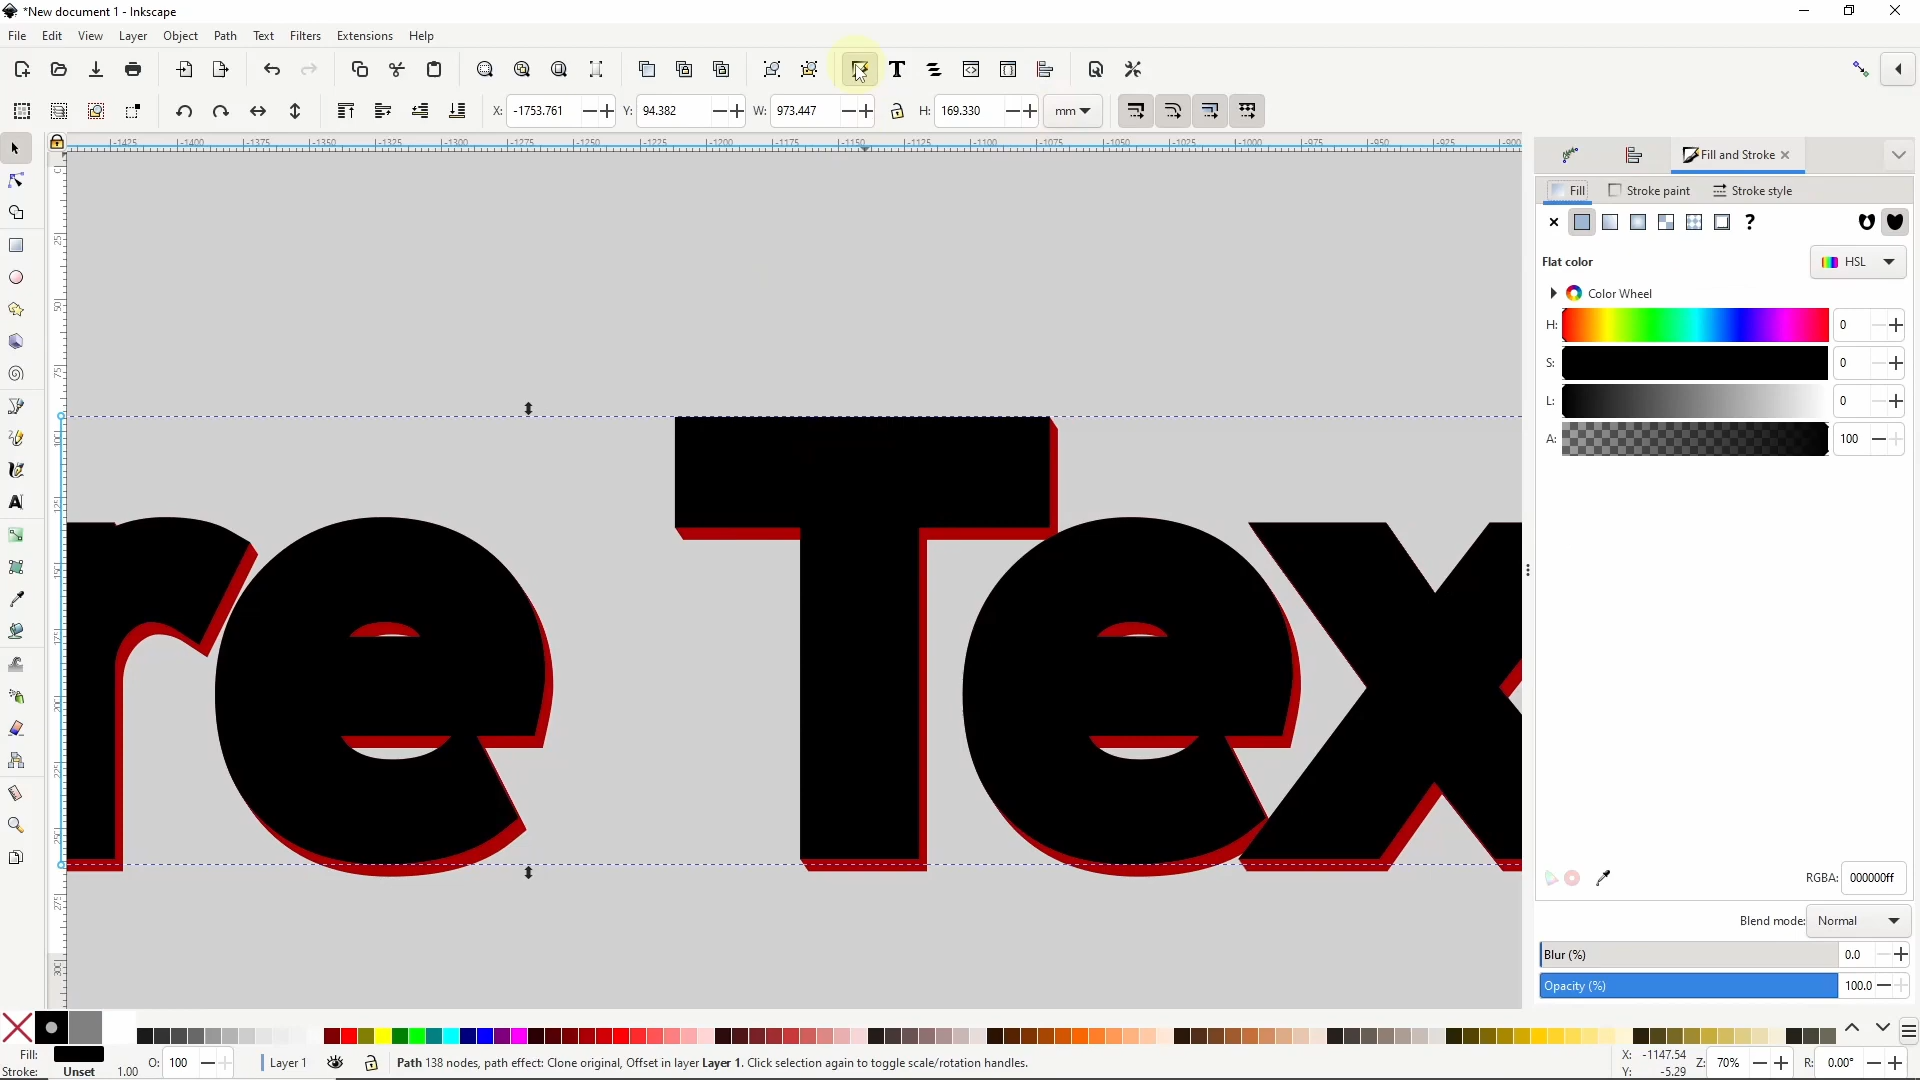 *New document 1 - Inkscape
File Edit View Layer Object Path Text Filters Extensions Help
X: -1753.761 Y: 94.382 W: 973.447 H: 169.330 mm
Fill and Stroke
Fill Stroke paint Stroke style
Flat color HSL
Color Wheel
H: 0
S: 0
L: 0
A: 100
re Tex
RGBA: 000000ff
Blend mode: Normal
Blur (%) 0.0
Opacity (%) 100.0
Fill:
Stroke: Unset 1.00 O: 100 Layer 1 Path 138 nodes, path effect: Clone original, Offset in layer Layer 1. Click selection again to toggle scale/rotation handles.
X: -1147.54
Y: -5.29
Z: 70% R: 0.00°